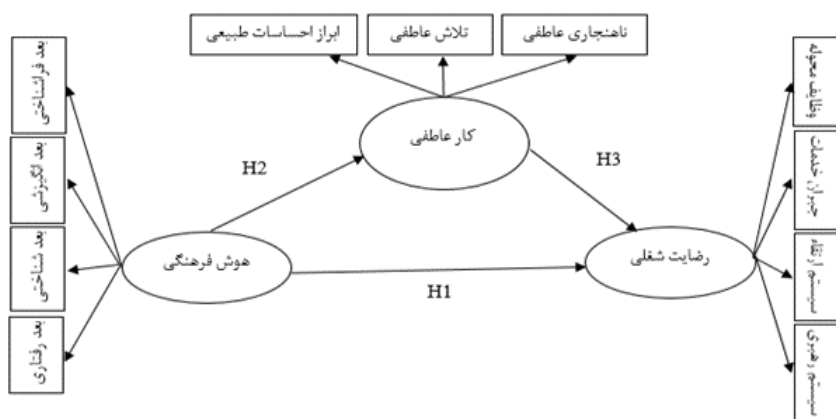 ناهنجاری عاطفی
تلاش عاطفی
ابراز احساسات طبیعی
کار عاطفی
H2
H3
هوش فرهنگی
رضایت شغلی
H1
وظایف محوله
جبران خدمات
سیستم ارتقاء
سیستم رهبری
بعد فراشناختی
بعد انگیزشی
بعد شناختی
بعد رفتاری